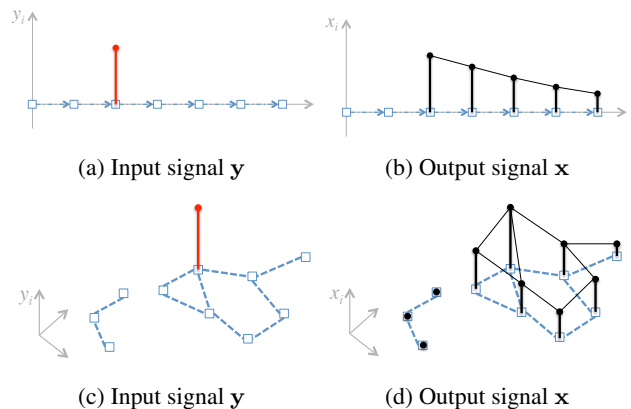 y_i
x_i
(a) Input signal y
(b) Output signal x
y_i
x_i
(c) Input signal y
(d) Output signal x